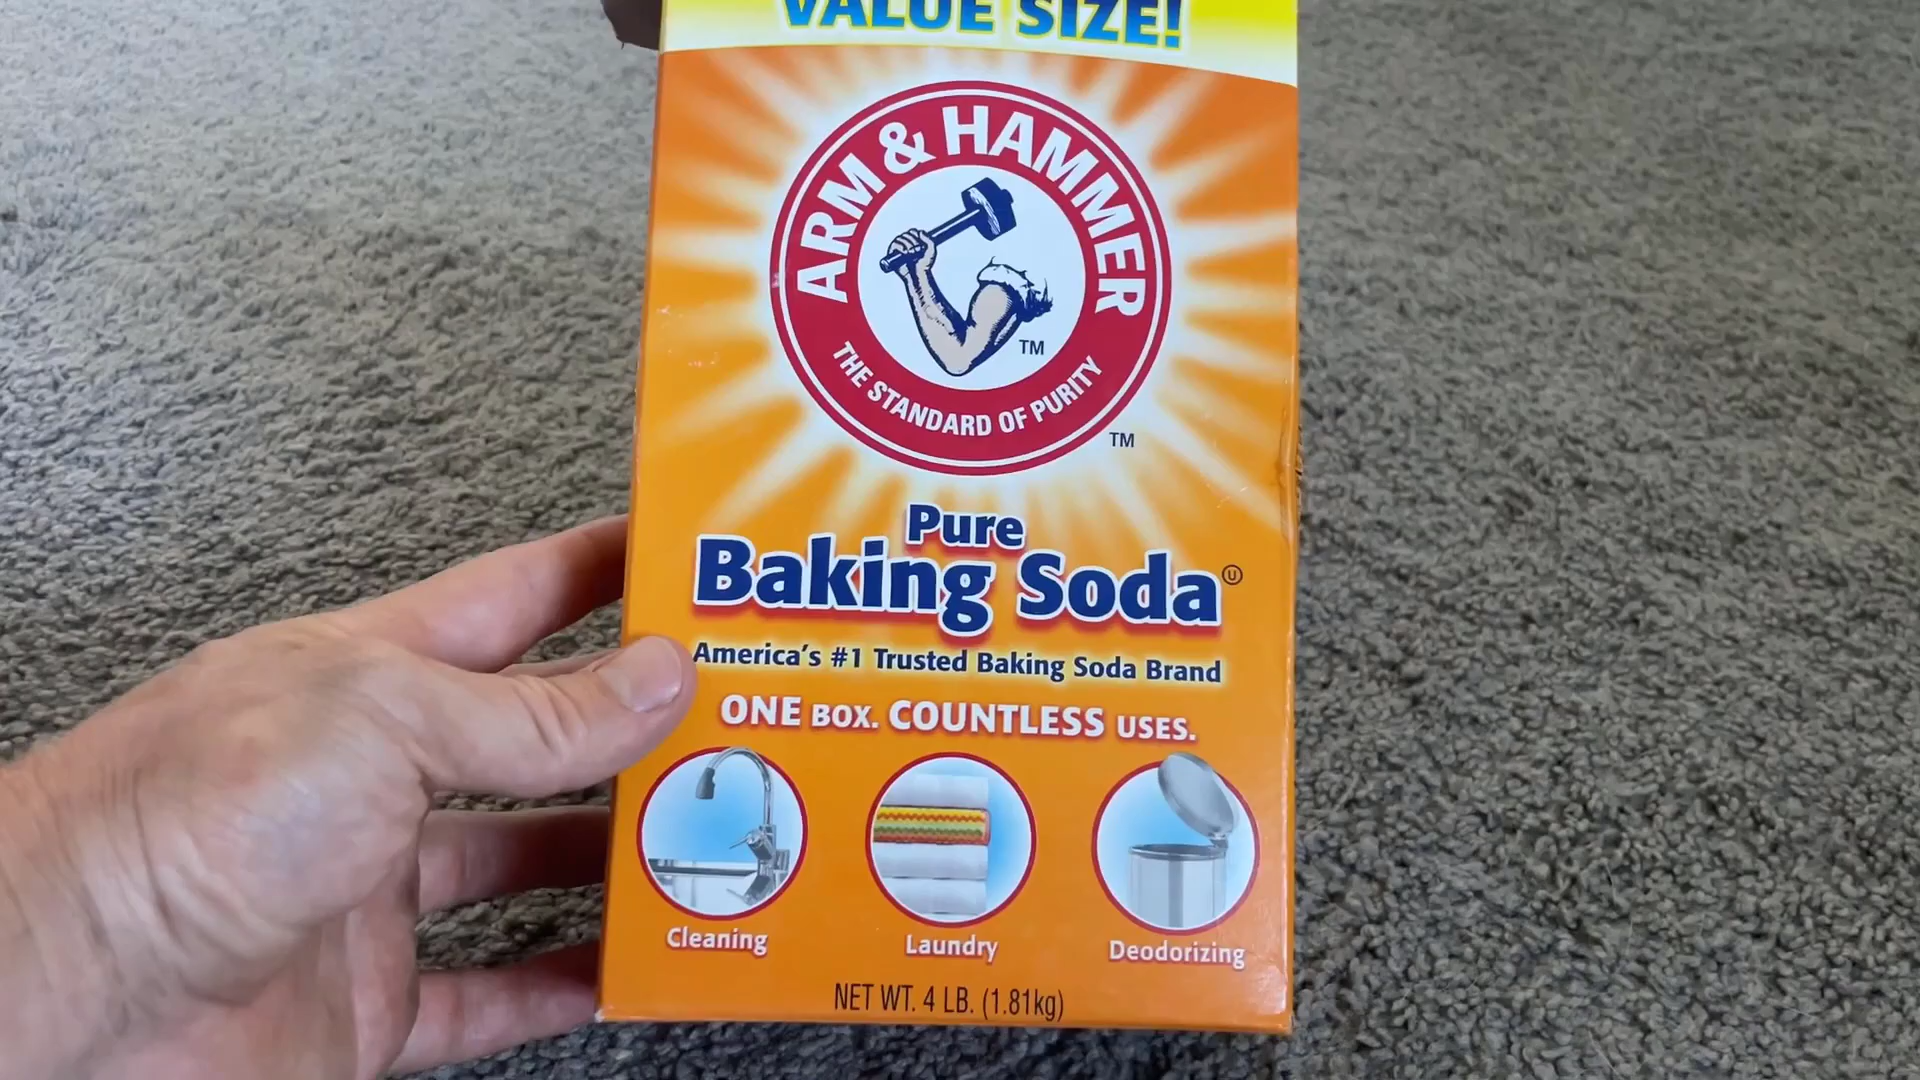 VALUE SIZE!
ARM & HAMMER
THE STANDARD OF PURITY
TM
TM
Pure
Baking Soda Ⓤ
America's #1 Trusted Baking Soda Brand
ONE BOX. COUNTLESS USES.
Cleaning
Laundry
Deodorizing
NET WT. 4 LB. (1.81kg)